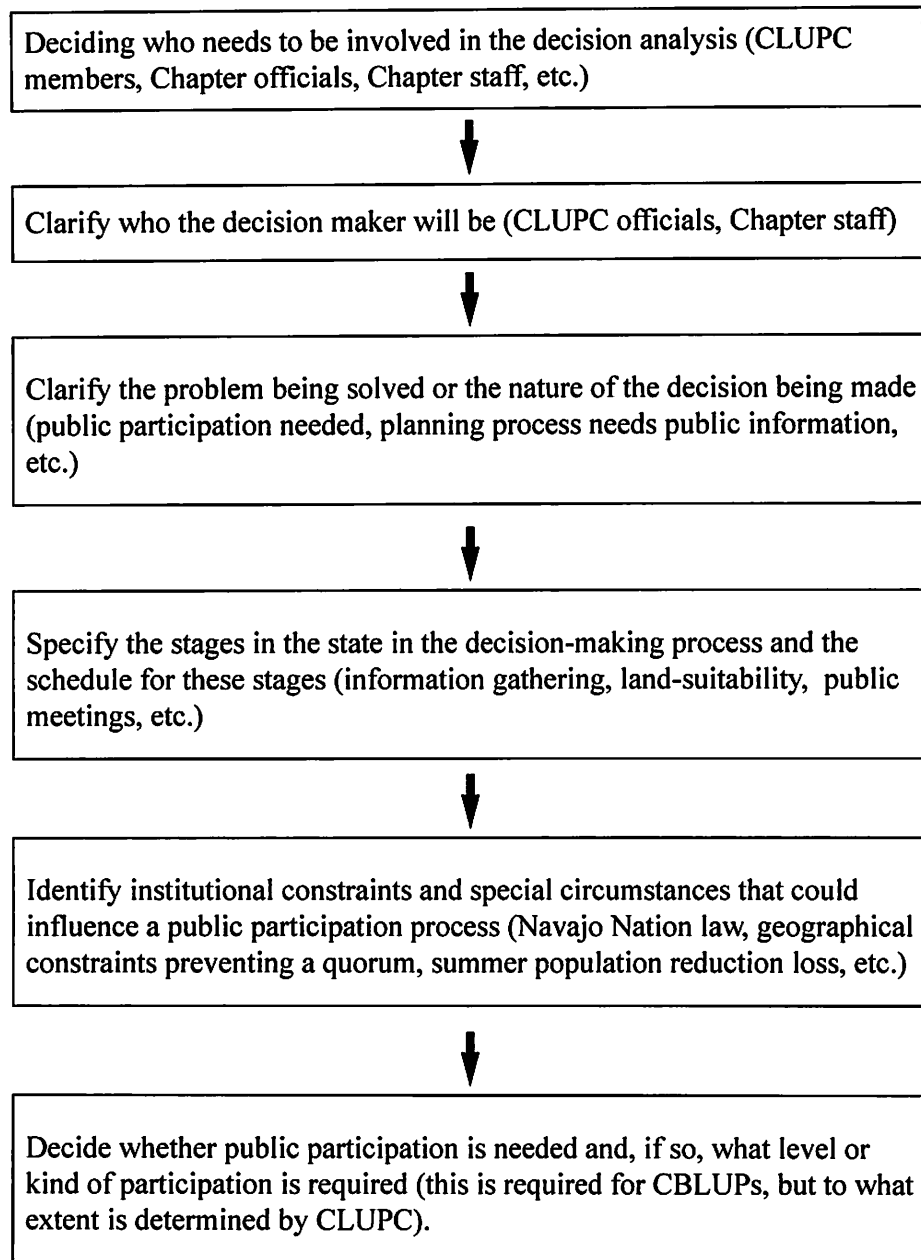 Deciding who needs to be involved in the decision analysis (CLUPC
members, Chapter officials, Chapter staff, etc.)
Clarify who the decision maker will be (CLUPC officials, Chapter staff)
Clarify the problem being solved or the nature of the decision being made
(public participation needed, planning process needs public information,
etc.)
Specify the stages in the state in the decision-making process and the
schedule for these stages (information gathering, land-suitability, public
meetings, etc.)
Identify institutional constraints and special circumstances that could
influence a public participation process (Navajo Nation law, geographical
constraints preventing a quorum, summer population reduction loss, etc.)
Decide whether public participation is needed and, if so, what level or
kind of participation is required (this is required for CBLUPs, but to what
extent is determined by CLUPC).